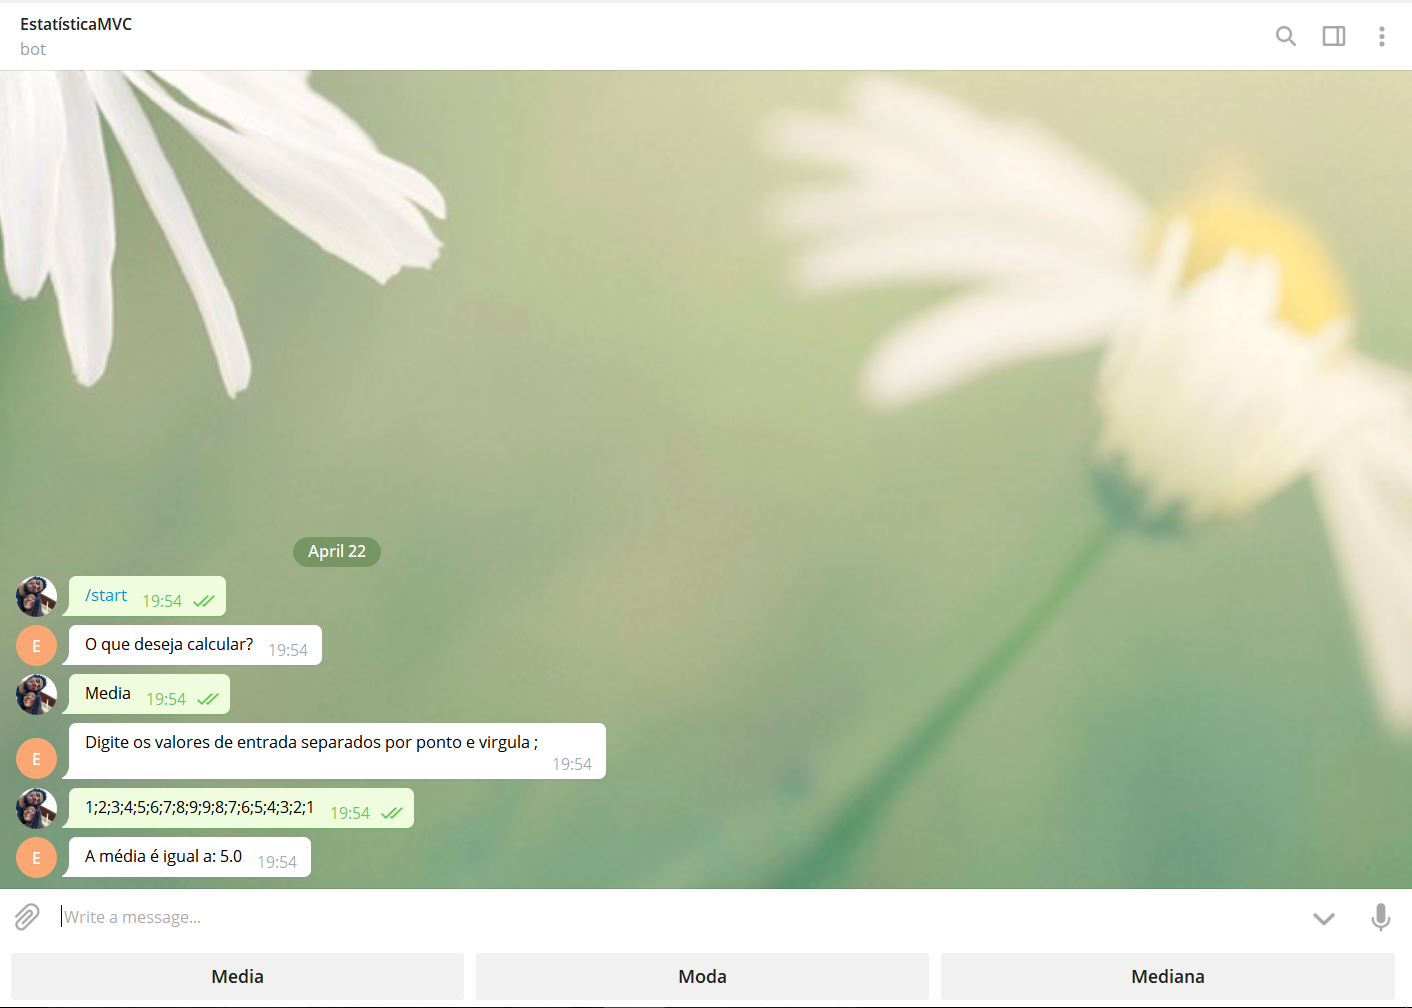 EstatísticaMVC
bot
April 22
/start 19:54
E
O que deseja calcular? 19:54
Media 19:54
E
Digite os valores de entrada separados por ponto e virgula ;
19:54
1;2;3;4;5;6;7;8;9;9;8;7;6;5;4;3;2;1 19:54
E
A média é igual a: 5.0 19:54
Write a message...
Media
Moda
Mediana